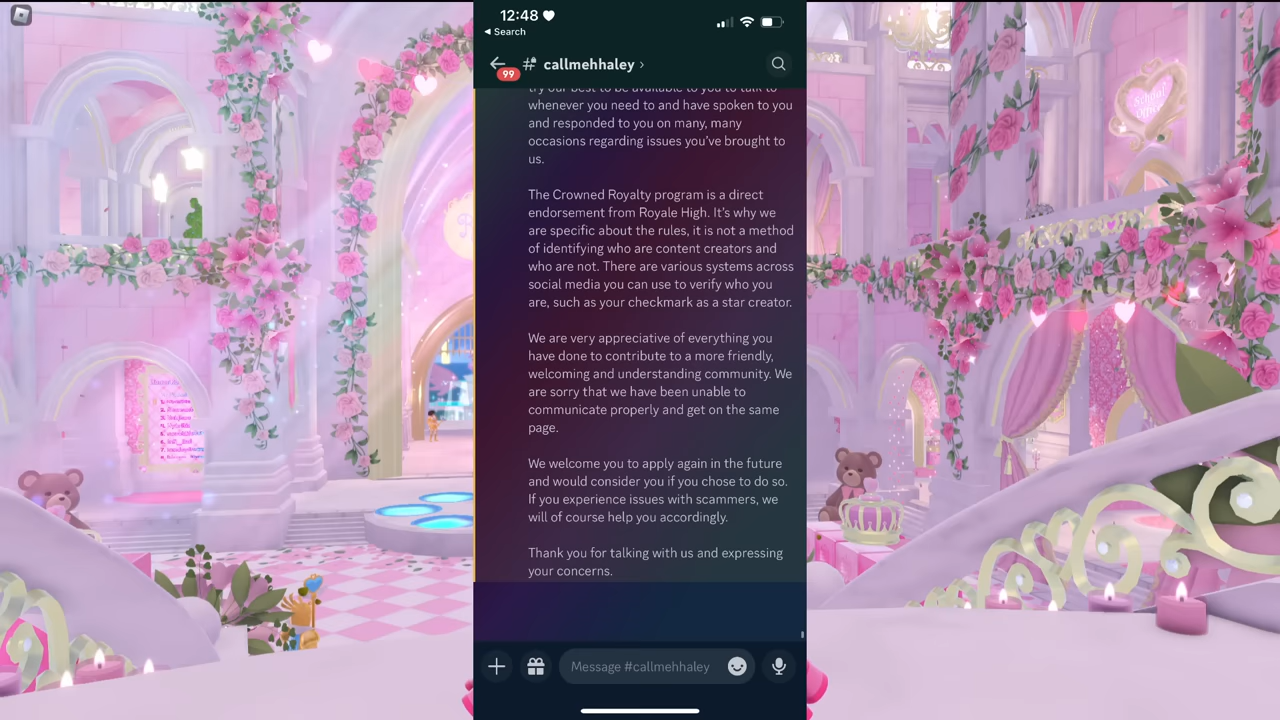 12:48
◄ Search
99
callmehhaley ›
try our best to be available to you to talk to
whenever you need to and have spoken to you
and responded to you on many, many
occasions regarding issues you've brought to
us.
The Crowned Royalty program is a direct
endorsement from Royale High. It's why we
are specific about the rules, it is not a method
of identifying who are content creators and
who are not. There are various systems across
social media you can use to verify who you
are, such as your checkmark as a star creator.
We are very appreciative of everything you
have done to contribute to a more friendly,
welcoming and understanding community. We
are sorry that we have been unable to
communicate properly and get on the same
page.
We welcome you to apply again in the future
and would consider you if you chose to do so.
If you experience issues with scammers, we
will of course help you accordingly.
Thank you for talking with us and expressing
your concerns.
Message #callmehhaley
School